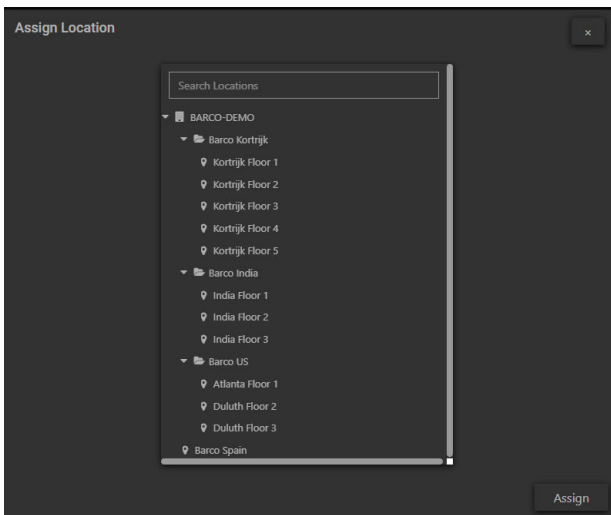 Assign Location
×
Search Locations
BARCO-DEMO
Barco Kortrijk
Kortrijk Floor 1
Kortrijk Floor 2
Kortrijk Floor 3
Kortrijk Floor 4
Kortrijk Floor 5
Barco India
India Floor 1
India Floor 2
India Floor 3
Barco US
Atlanta Floor 1
Duluth Floor 2
Duluth Floor 3
Barco Spain
Assign